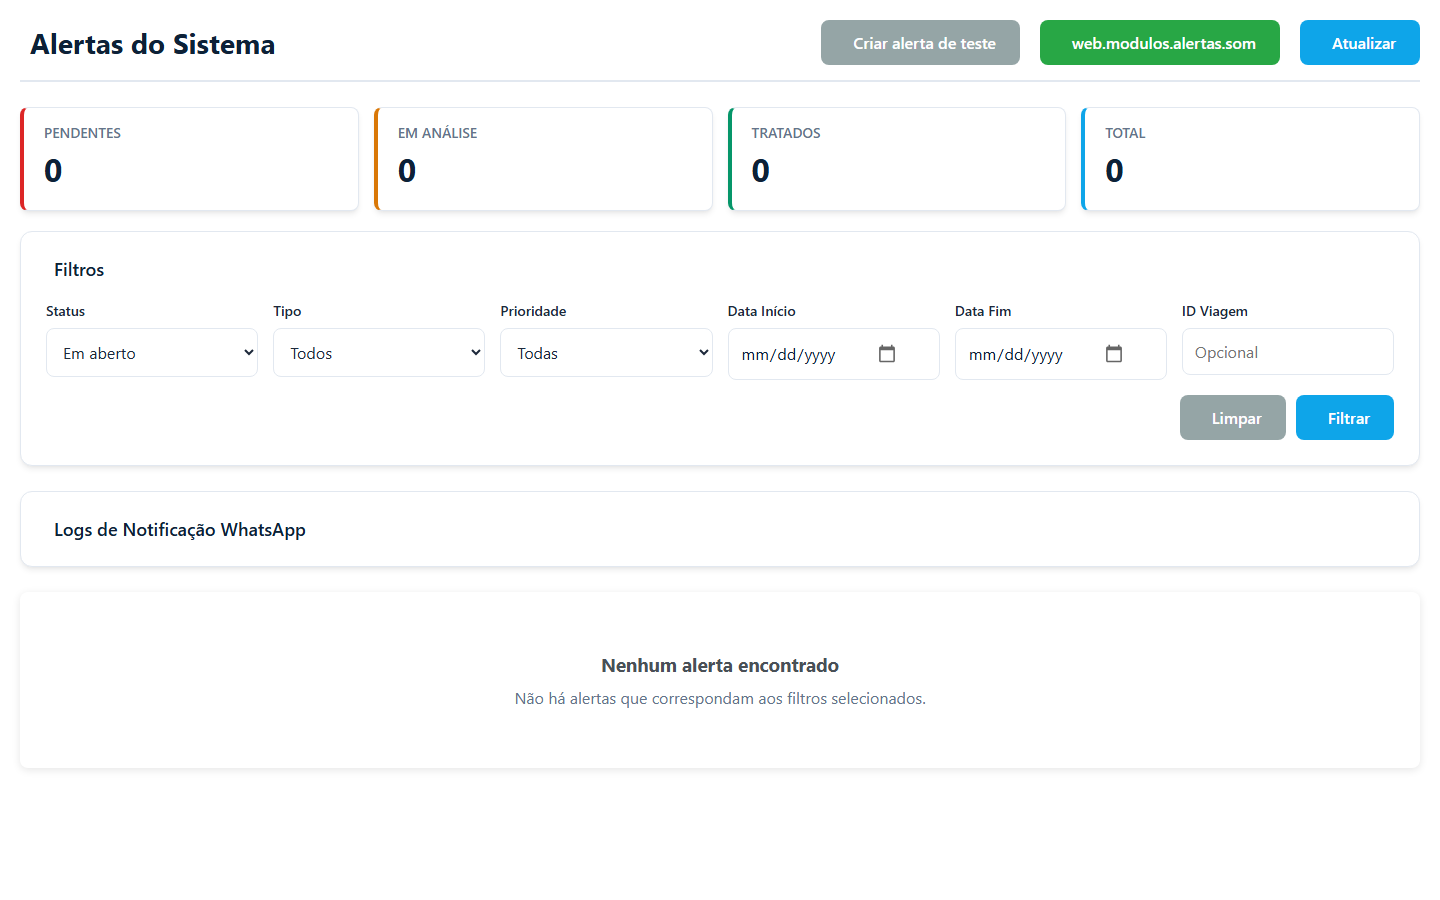 Alertas do Sistema
Criar alerta de teste
web.modulos.alertas.som
Atualizar
PENDENTES
0
EM ANÁLISE
0
TRATADOS
0
TOTAL
0
Filtros
Status
Em aberto
Tipo
Todos
Prioridade
Todas
Data Início
mm/dd/yyyy
Data Fim
mm/dd/yyyy
ID Viagem
Opcional
Limpar
Filtrar
Logs de Notificação WhatsApp
Nenhum alerta encontrado
Não há alertas que correspondam aos filtros selecionados.